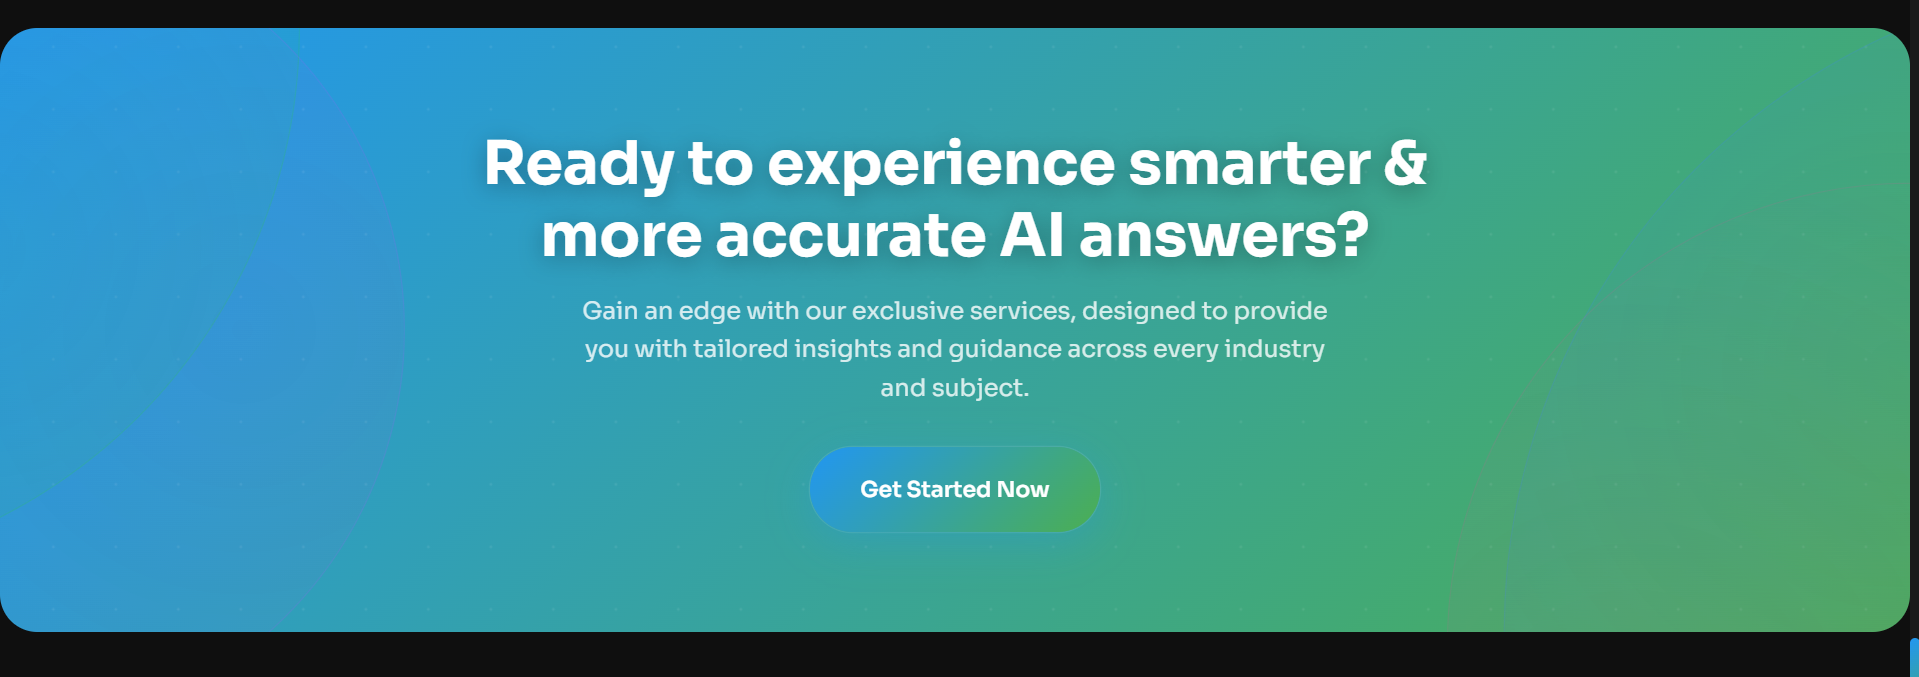 Ready to experience smarter &
more accurate AI answers?
Gain an edge with our exclusive services, designed to provide
you with tailored insights and guidance across every industry
and subject.
Get Started Now